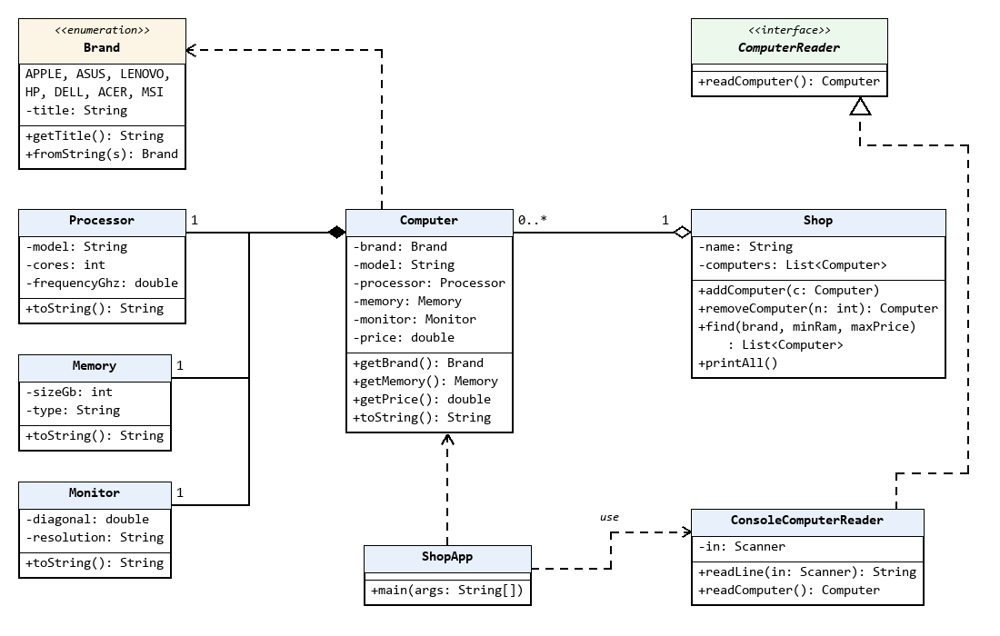 <<enumeration>>
Brand
APPLE, ASUS, LENOVO,
HP, DELL, ACER, MSI
-title: String
+getTitle(): String
+fromString(s): Brand
<<interface>>
ComputerReader
+readComputer(): Computer
Processor
1
-model: String
-cores: int
-frequencyGhz: double
+toString(): String
Memory
1
-sizeGb: int
-type: String
+toString(): String
Monitor
1
-diagonal: double
-resolution: String
+toString(): String
Computer
0..*
-brand: Brand
-model: String
-processor: Processor
-memory: Memory
-monitor: Monitor
-price: double
+getBrand(): Brand
+getMemory(): Memory
+getPrice(): double
+toString(): String
1
Shop
-name: String
-computers: List<Computer>
+addComputer(c: Computer)
+removeComputer(n: int): Computer
+find(brand, minRam, maxPrice)
: List<Computer>
+printAll()
ShopApp
+main(args: String[])
use
ConsoleComputerReader
-in: Scanner
+readLine(in: Scanner): String
+readComputer(): Computer